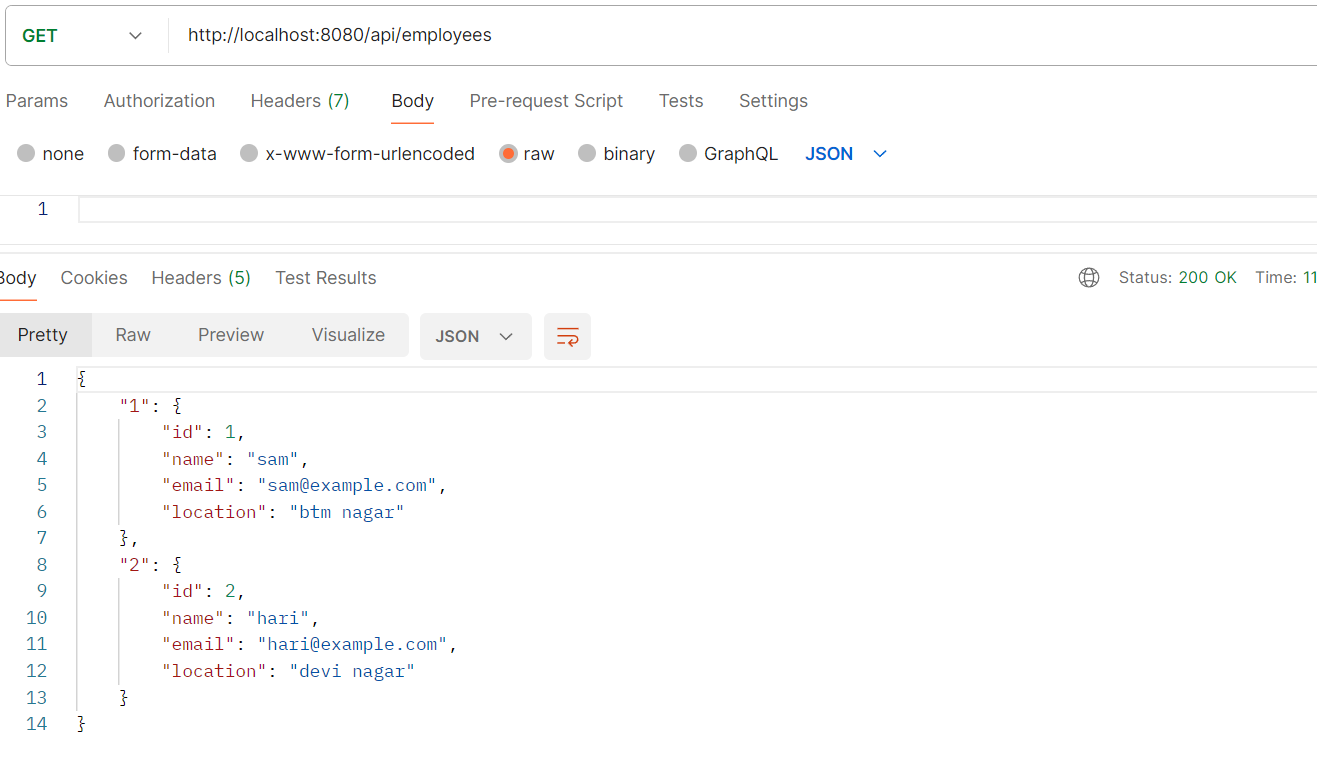 GET http://localhost:8080/api/employees
Params Authorization Headers (7) Body Pre-request Script Tests Settings
none form-data x-www-form-urlencoded raw binary GraphQL JSON
1
Body Cookies Headers (5) Test Results Status: 200 OK Time: 11
Pretty Raw Preview Visualize JSON
1 {
2 "1": {
3 "id": 1,
4 "name": "sam",
5 "email": "sam@example.com",
6 "location": "btm nagar"
7 },
8 "2": {
9 "id": 2,
10 "name": "hari",
11 "email": "hari@example.com",
12 "location": "devi nagar"
13 }
14 }